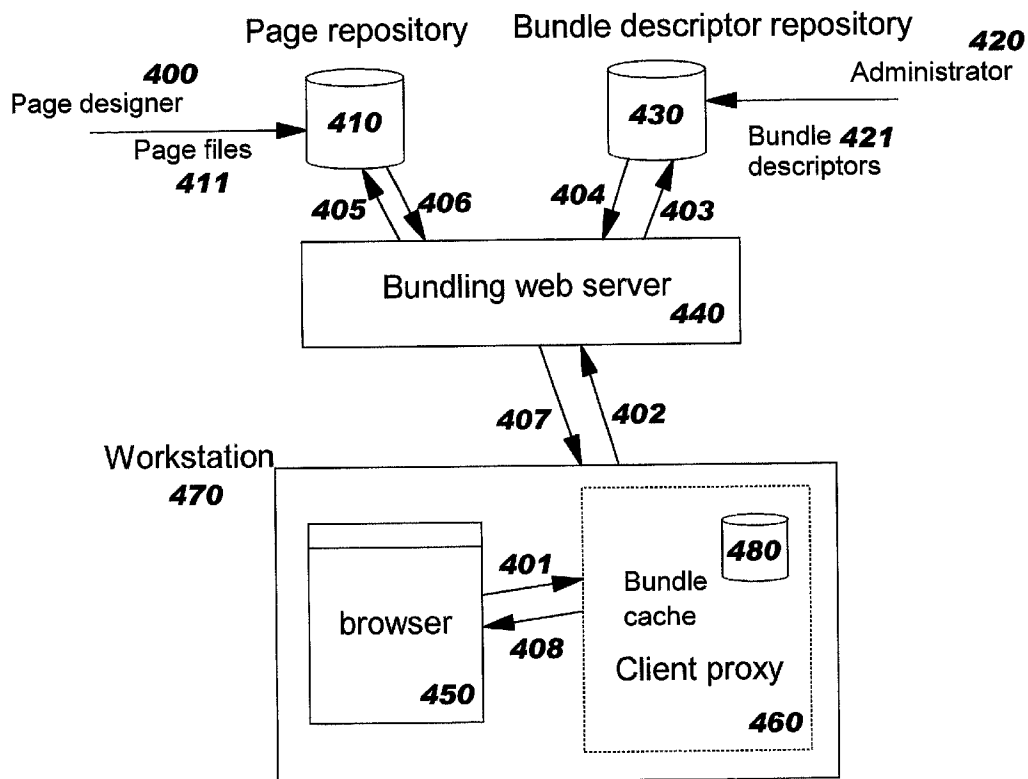 Page repository
Bundle descriptor repository
420
400
Administrator
Page designer
410
430
Page files
411
Bundle 421
descriptors
405
406
404
403
Bundling web server
440
407
402
Workstation
470
480
401
Bundle
cache
browser
408
Client proxy
450
460